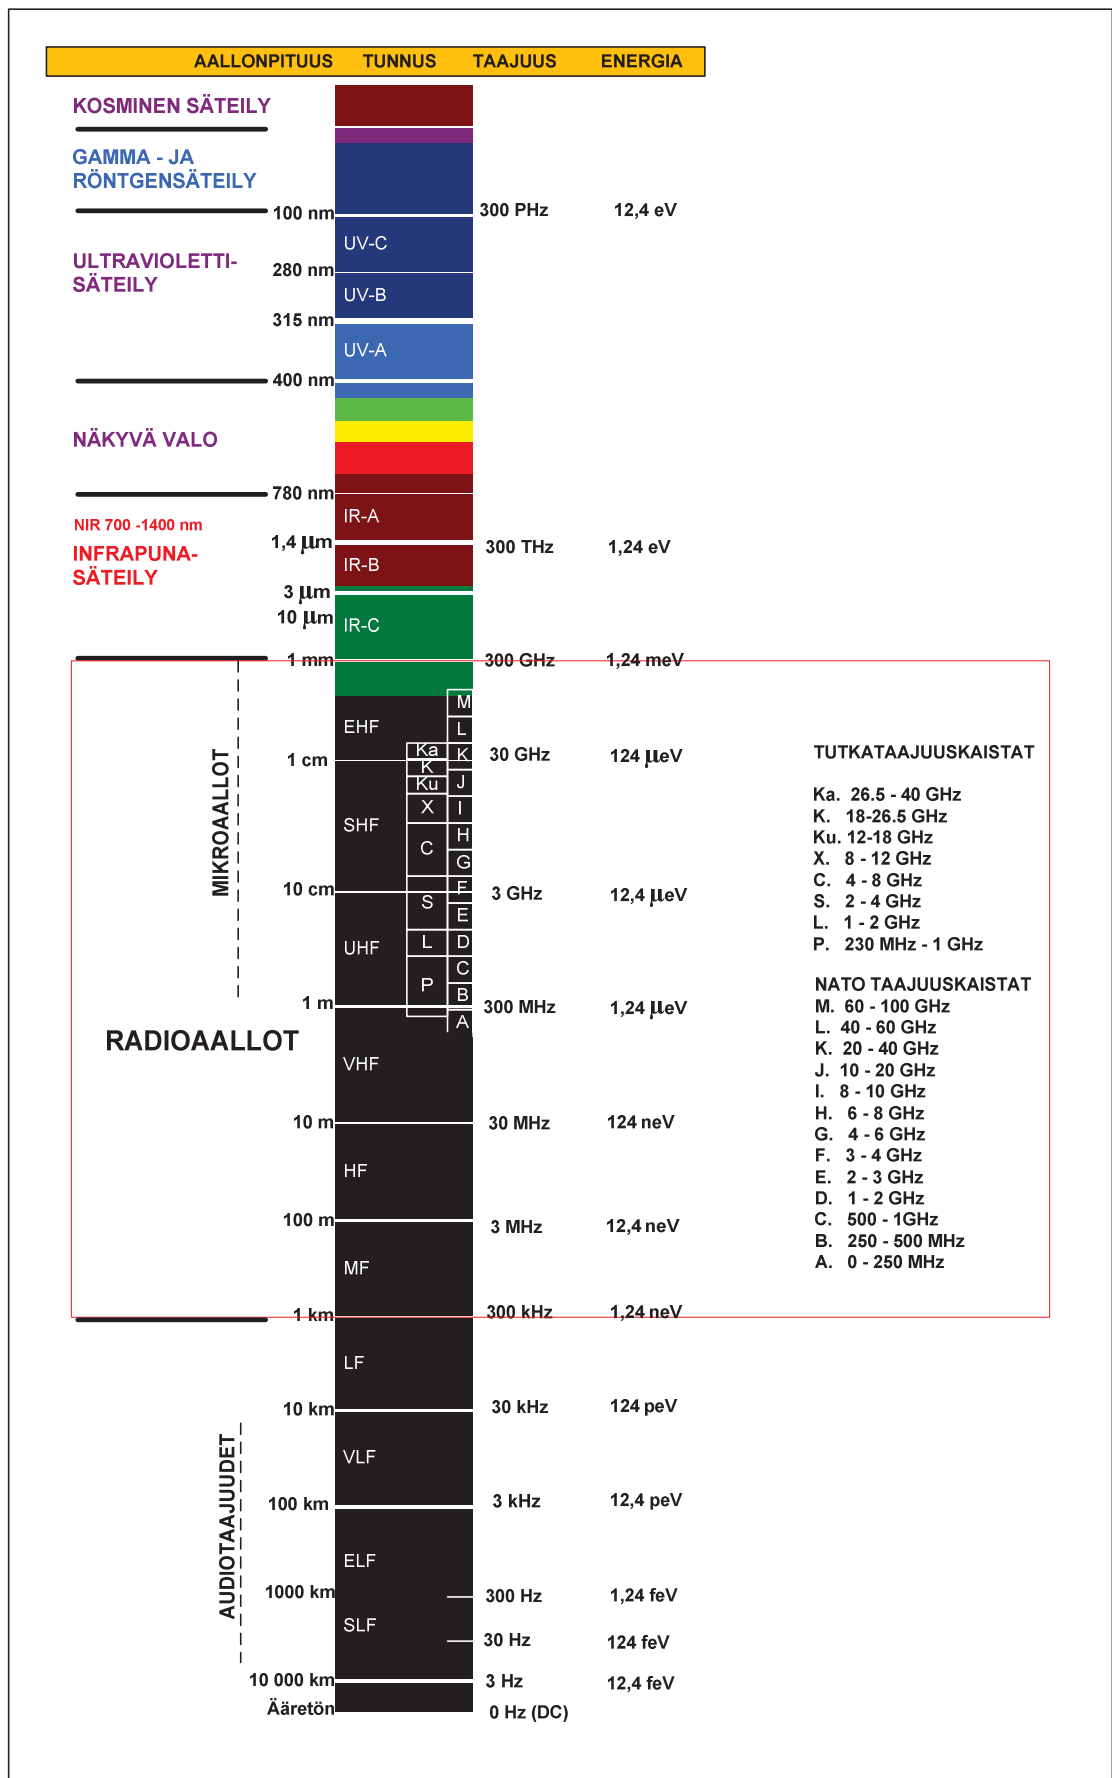 AALLONPITUUS TUNNUS TAAJUUS ENERGIA
KOSMINEN SÄTEILY
GAMMA - JA
RÖNTGENSÄTEILY
100 nm 300 PHz 12,4 eV
UV-C
ULTRAVIOLETTI-
SÄTEILY
280 nm
UV-B
315 nm
UV-A
400 nm
NÄKYVÄ VALO
780 nm
IR-A
NIR 700 -1400 nm
1,4 µm 300 THz 1,24 eV
INFRAPUNA-
SÄTEILY
IR-B
3 µm
10 µm
IR-C
1 mm 300 GHz 1,24 meV
MIKROAALLOT
EHF
1 cm 30 GHz 124 µeV
SHF
10 cm 3 GHz 12,4 µeV
UHF
1 m 300 MHz 1,24 µeV
Ka
K
Ku
X
C
S
L
P
M
L
K
J
I
H
G
F
E
D
C
B
A
RADIOAALLOT
VHF
10 m 30 MHz 124 neV
HF
100 m 3 MHz 12,4 neV
MF
1 km 300 kHz 1,24 neV
TUTKATAAJUUSKAISTAT
Ka. 26.5 - 40 GHz
K. 18-26.5 GHz
Ku. 12-18 GHz
X. 8 - 12 GHz
C. 4 - 8 GHz
S. 2 - 4 GHz
L. 1 - 2 GHz
P. 230 MHz - 1 GHz
NATO TAAJUUSKAISTAT
M. 60 - 100 GHz
L. 40 - 60 GHz
K. 20 - 40 GHz
J. 10 - 20 GHz
I. 8 - 10 GHz
H. 6 - 8 GHz
G. 4 - 6 GHz
F. 3 - 4 GHz
E. 2 - 3 GHz
D. 1 - 2 GHz
C. 500 - 1GHz
B. 250 - 500 MHz
A. 0 - 250 MHz
LF
10 km 30 kHz 124 peV
AUDIOTAAJUUDET
VLF
100 km 3 kHz 12,4 peV
ELF
1000 km 300 Hz 1,24 feV
SLF
30 Hz 124 feV
10 000 km 3 Hz 12,4 feV
Ääretön 0 Hz (DC)